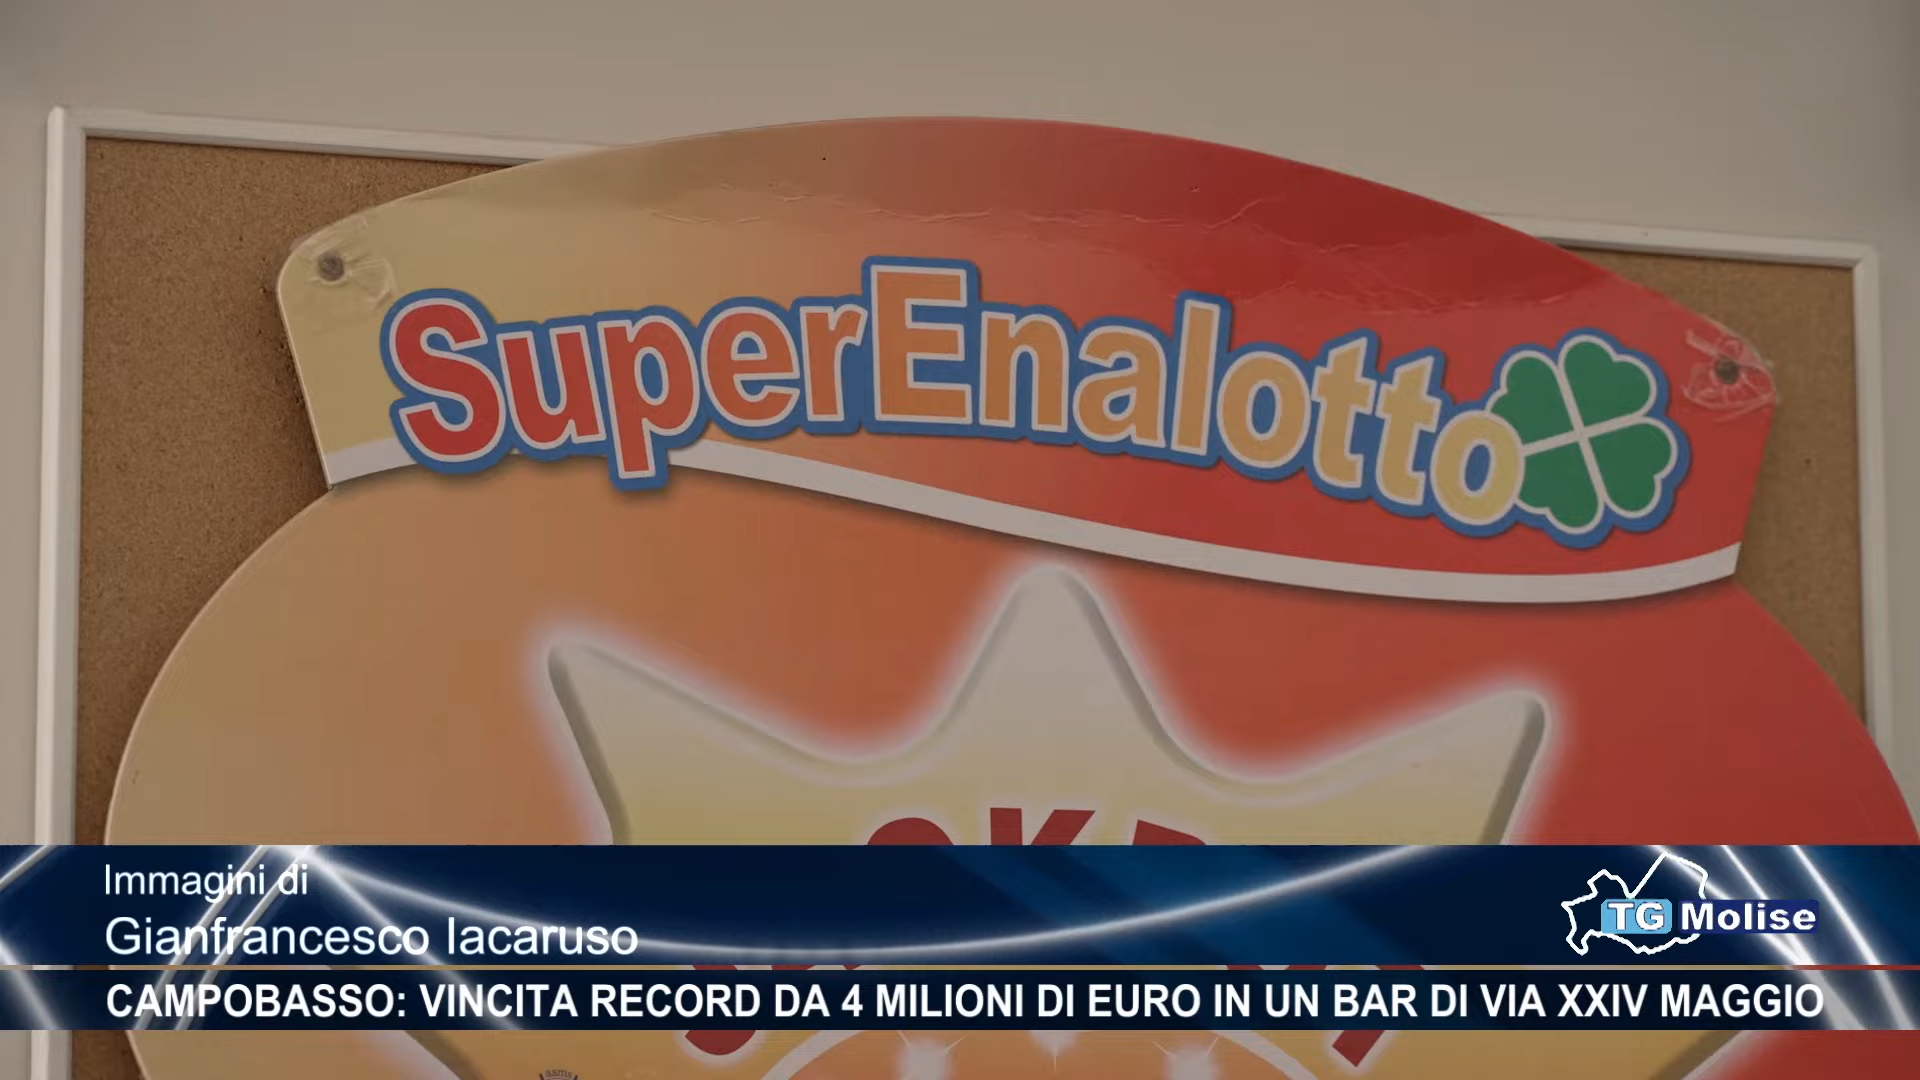 SuperEnalotto
Immagini di
Gianfrancesco Iacaruso
TG Molise
CAMPOBASSO: VINCITA RECORD DA 4 MILIONI DI EURO IN UN BAR DI VIA XXIV MAGGIO
aams